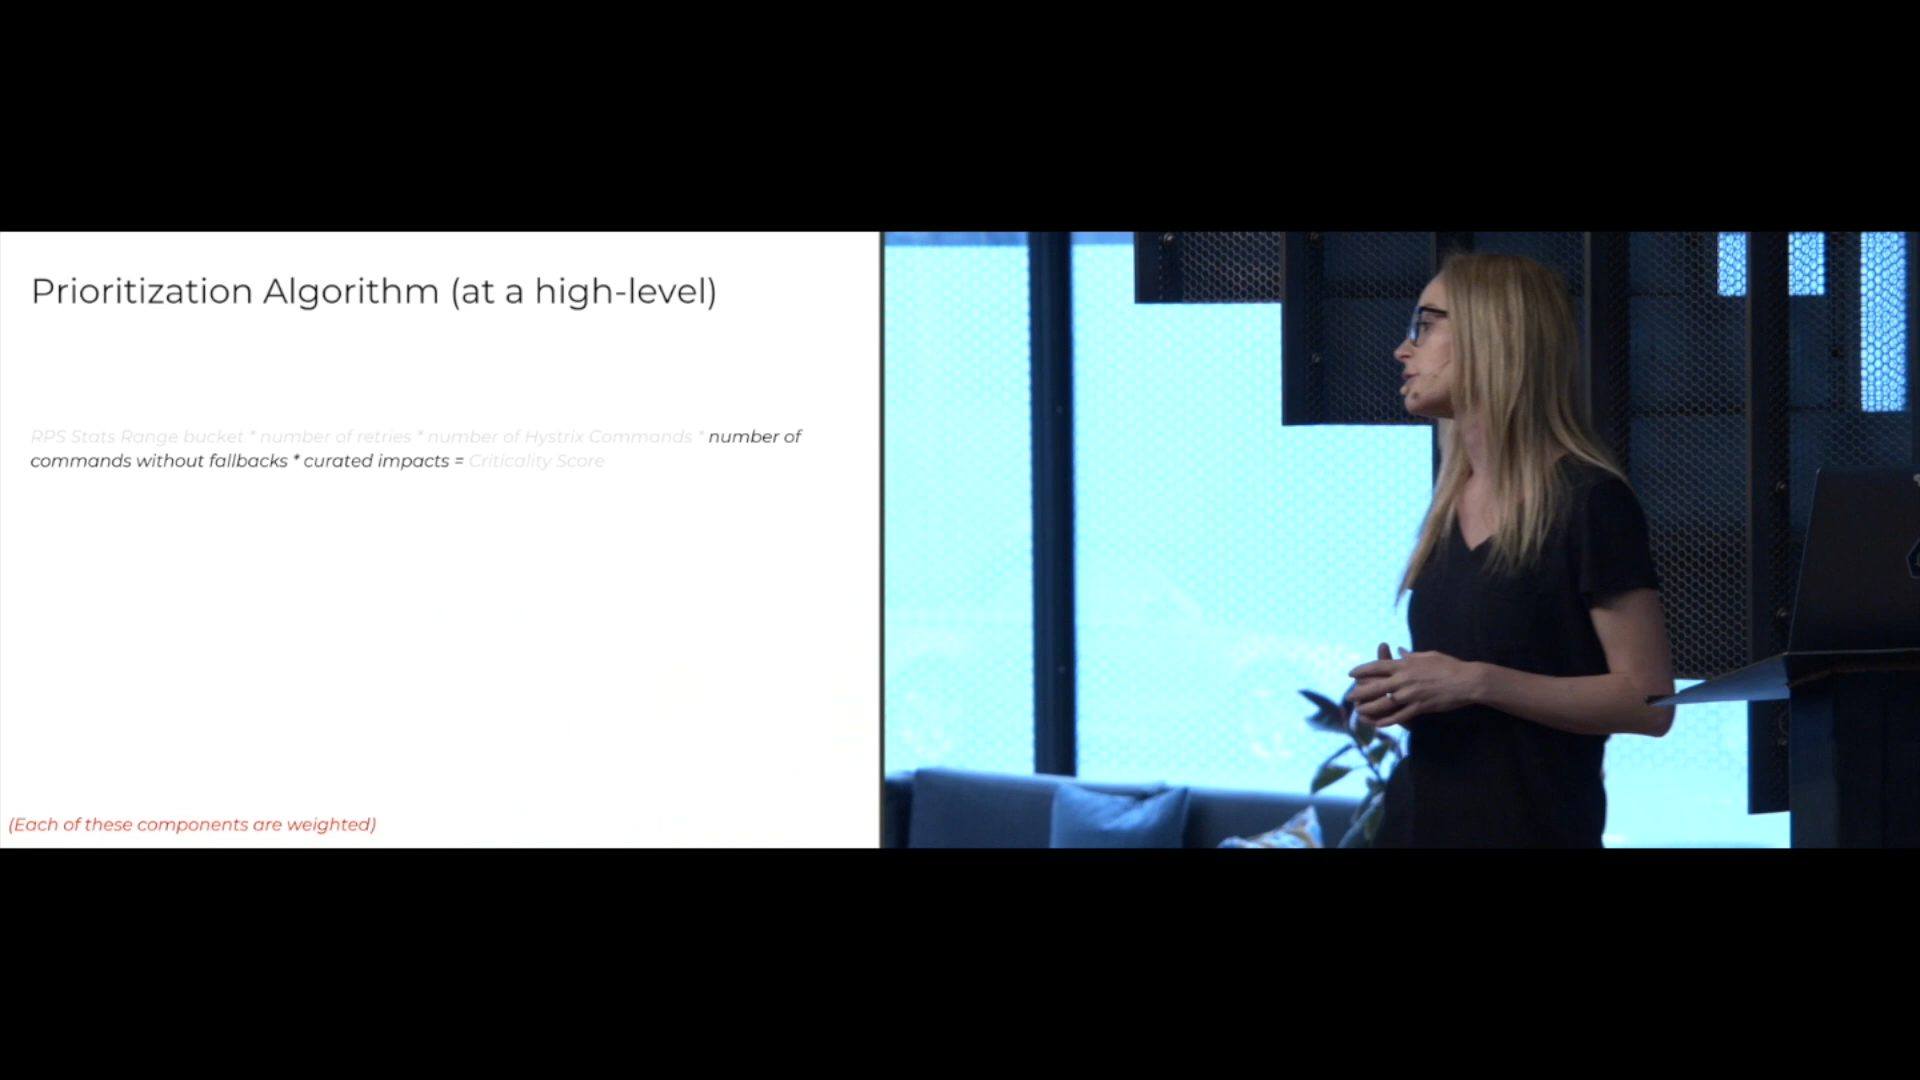 Prioritization Algorithm (at a high-level)
RPS Stats Range bucket * number of retries * number of Hystrix Commands * number of
commands without fallbacks * curated impacts = Criticality Score
(Each of these components are weighted)